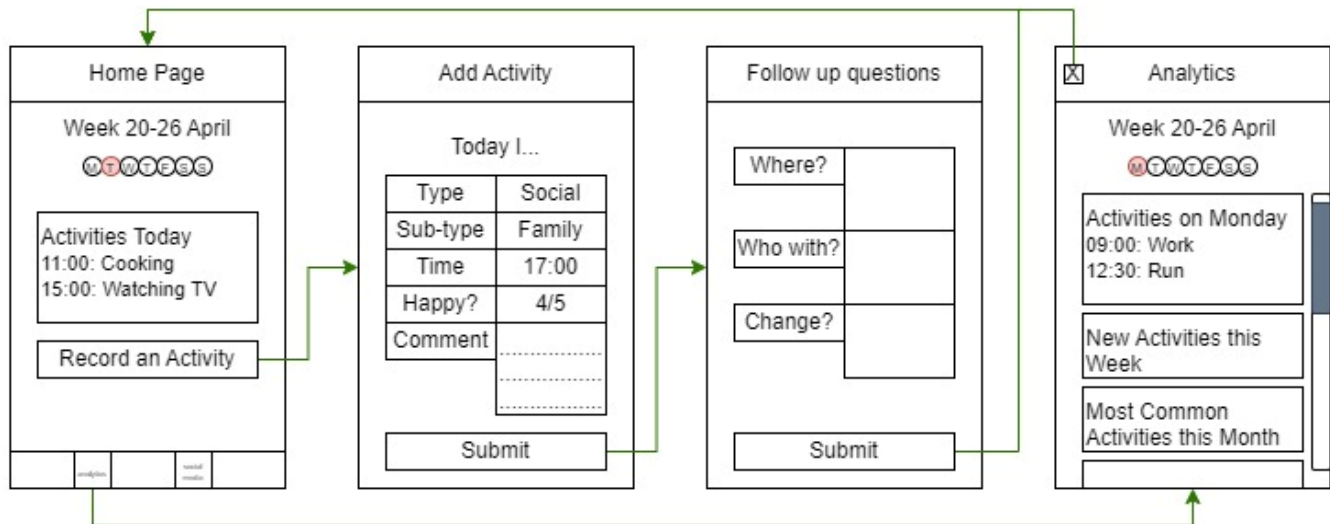 Home Page
Week 20-26 April
M T W T F S S
Activities Today
11:00: Cooking
15:00: Watching TV
Record an Activity
analytics
social
media
Add Activity
Today I...
Type Social
Sub-type Family
Time 17:00
Happy? 4/5
Comment
Submit
Follow up questions
Where?
Who with?
Change?
Submit
X
Analytics
Week 20-26 April
M T W T F S S
Activities on Monday
09:00: Work
12:30: Run
New Activities this
Week
Most Common
Activities this Month